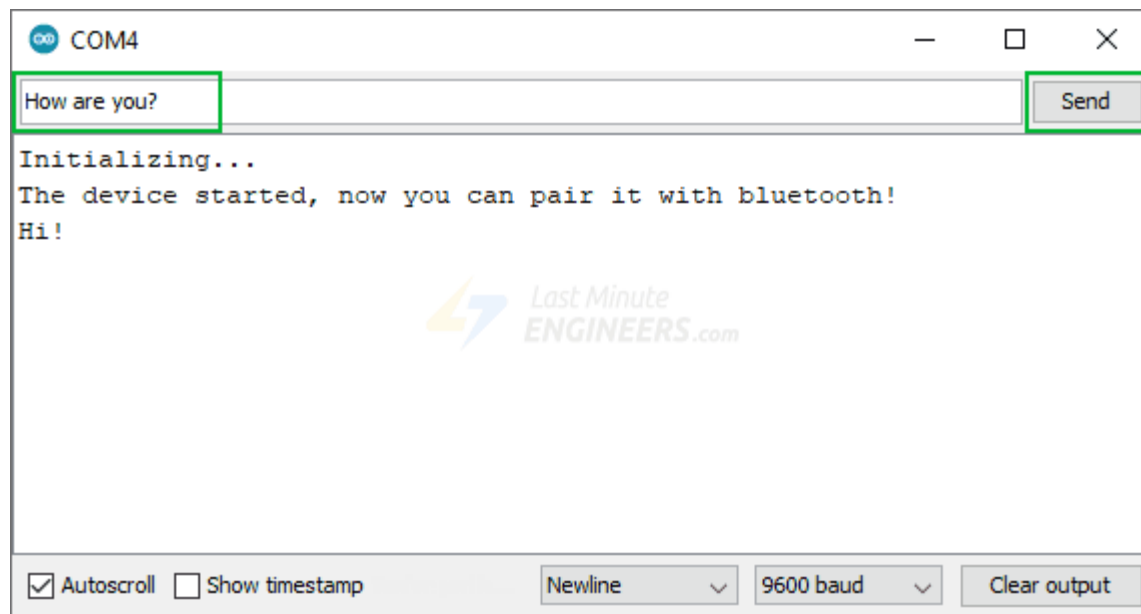 COM4
How are you?
Send
Initializing...
The device started, now you can pair it with bluetooth!
Hi!
Last Minute
ENGINEERS.com
Autoscroll
Show timestamp
Newline
9600 baud
Clear output